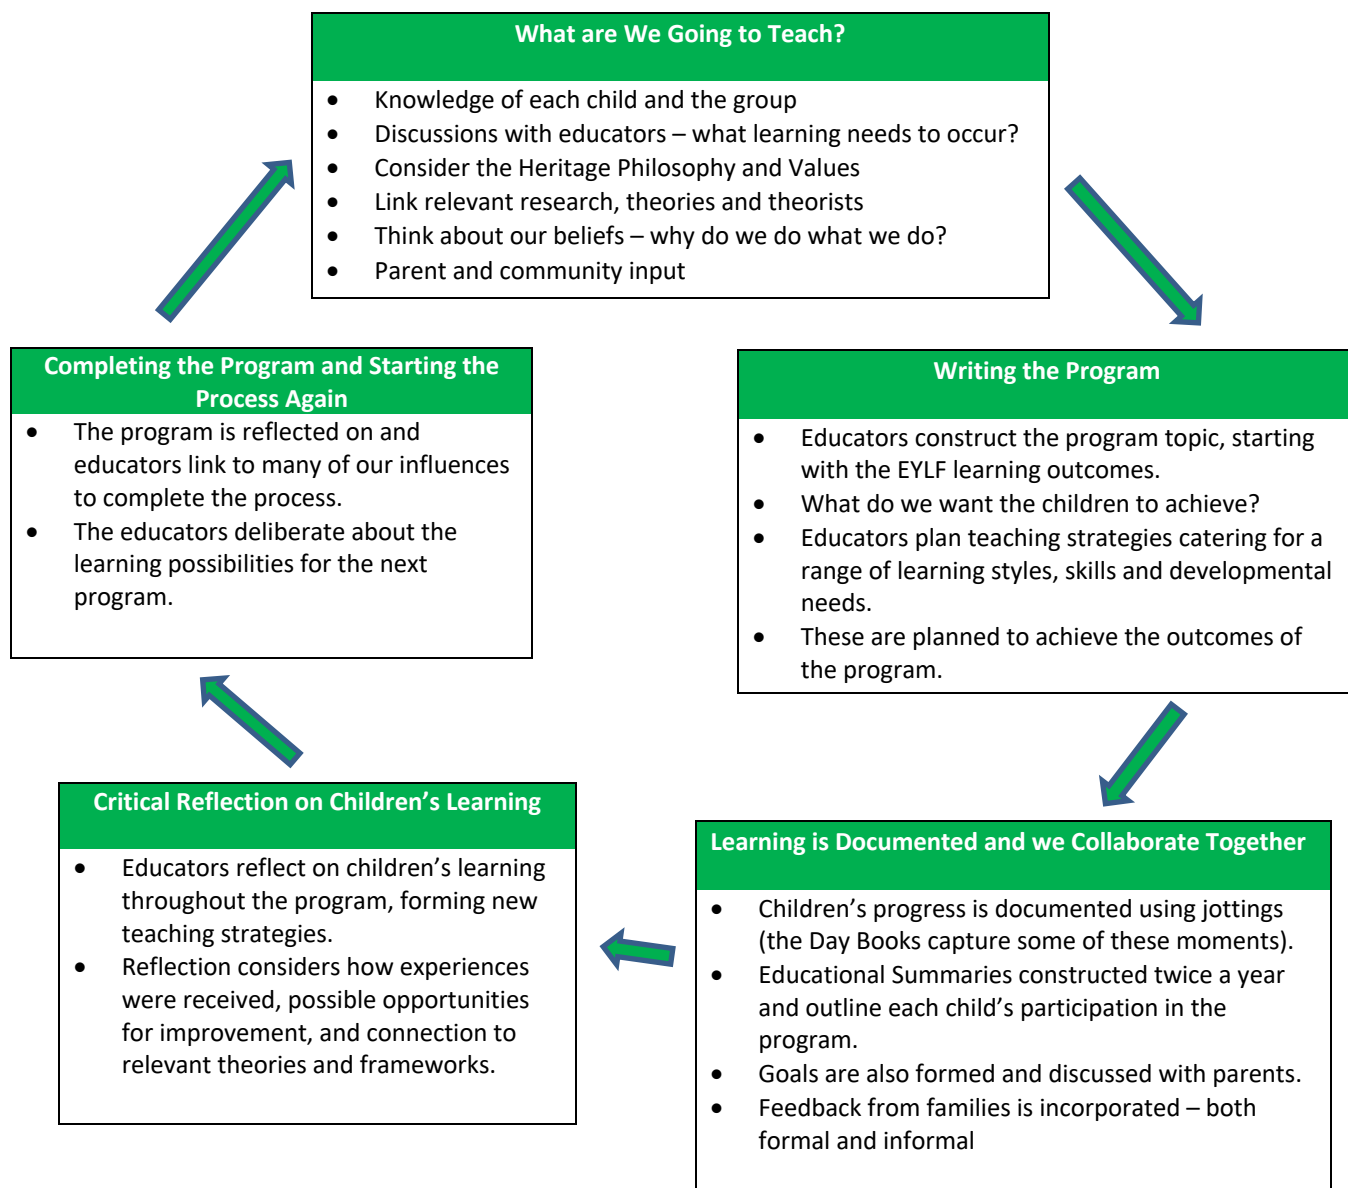 What are We Going to Teach?
• Knowledge of each child and the group
• Discussions with educators – what learning needs to occur?
• Consider the Heritage Philosophy and Values
• Link relevant research, theories and theorists
• Think about our beliefs – why do we do what we do?
• Parent and community input
Writing the Program
• Educators construct the program topic, starting
with the EYLF learning outcomes.
• What do we want the children to achieve?
• Educators plan teaching strategies catering for a
range of learning styles, skills and developmental
needs.
• These are planned to achieve the outcomes of
the program.
Learning is Documented and we Collaborate Together
• Children’s progress is documented using jottings
(the Day Books capture some of these moments).
• Educational Summaries constructed twice a year
and outline each child’s participation in the
program.
• Goals are also formed and discussed with parents.
• Feedback from families is incorporated – both
formal and informal
Critical Reflection on Children’s Learning
• Educators reflect on children’s learning
throughout the program, forming new
teaching strategies.
• Reflection considers how experiences
were received, possible opportunities
for improvement, and connection to
relevant theories and frameworks.
Completing the Program and Starting the
Process Again
• The program is reflected on and
educators link to many of our influences
to complete the process.
• The educators deliberate about the
learning possibilities for the next
program.